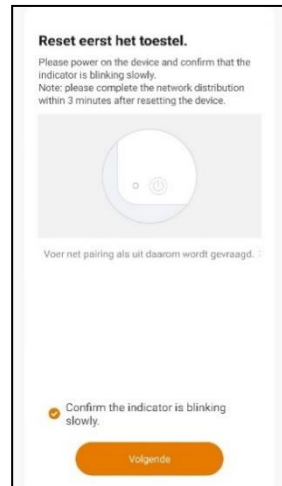 Reset eerst het toestel.
Please power on the device and confirm that the
indicator is blinking slowly.
Note: please complete the network distribution
within 3 minutes after resetting the device.
Voer net pairing als uit daarom wordt gevraagd.
Confirm the indicator is blinking
slowly.
Volgende